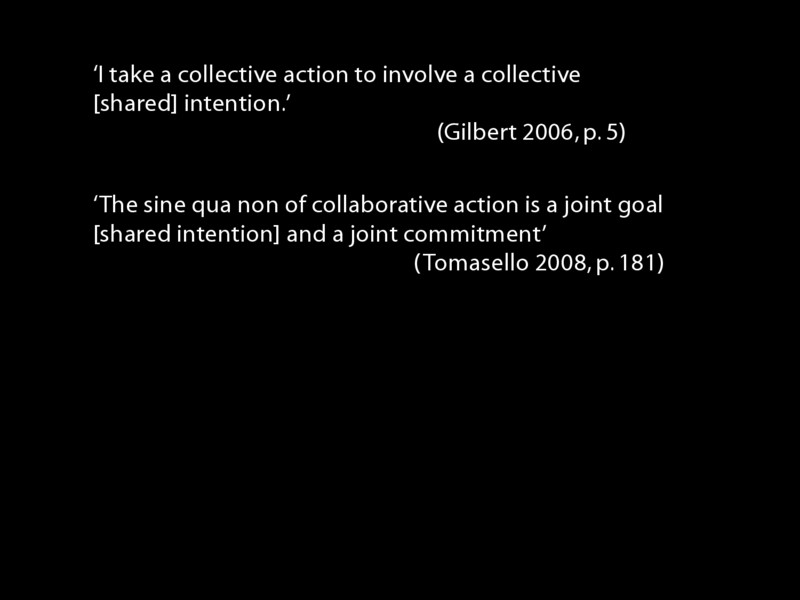 ‘I take a collective action to involve a collective
[shared] intention.’
(Gilbert 2006, p. 5)
‘The sine qua non of collaborative action is a joint goal
[shared intention] and a joint commitment’
(Tomasello 2008, p. 181)